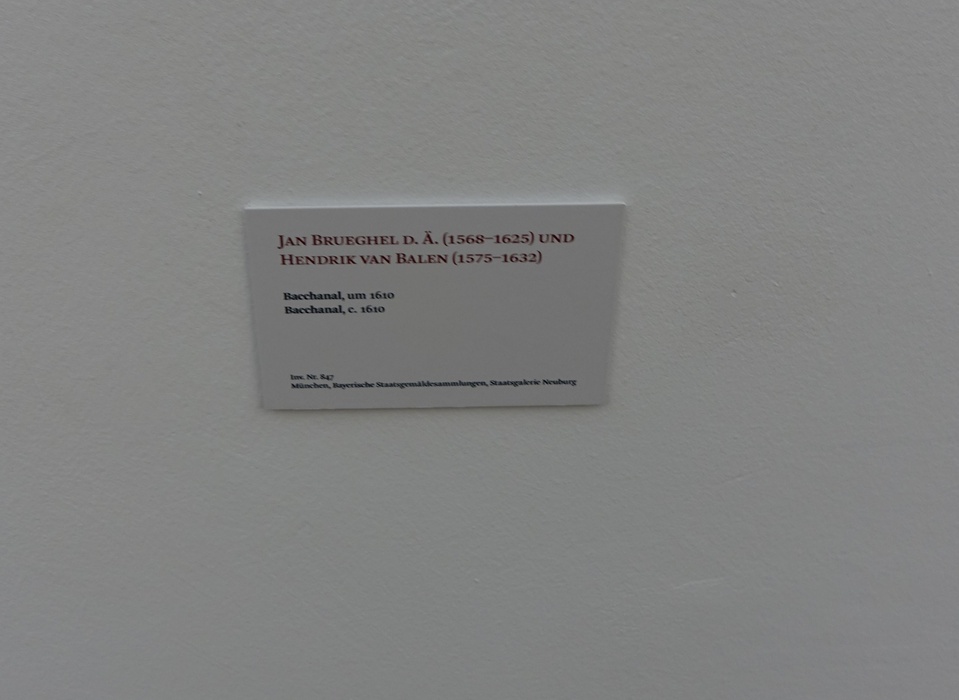 JAN BRUEGHEL D. Ä. (1568–1625) UND
HENDRIK VAN BALEN (1575–1632)
Bacchanal, um 1610
Bacchanal, c. 1610
Inv. Nr. 847
München, Bayerische Staatsgemäldesammlungen, Staatsgalerie Neuburg